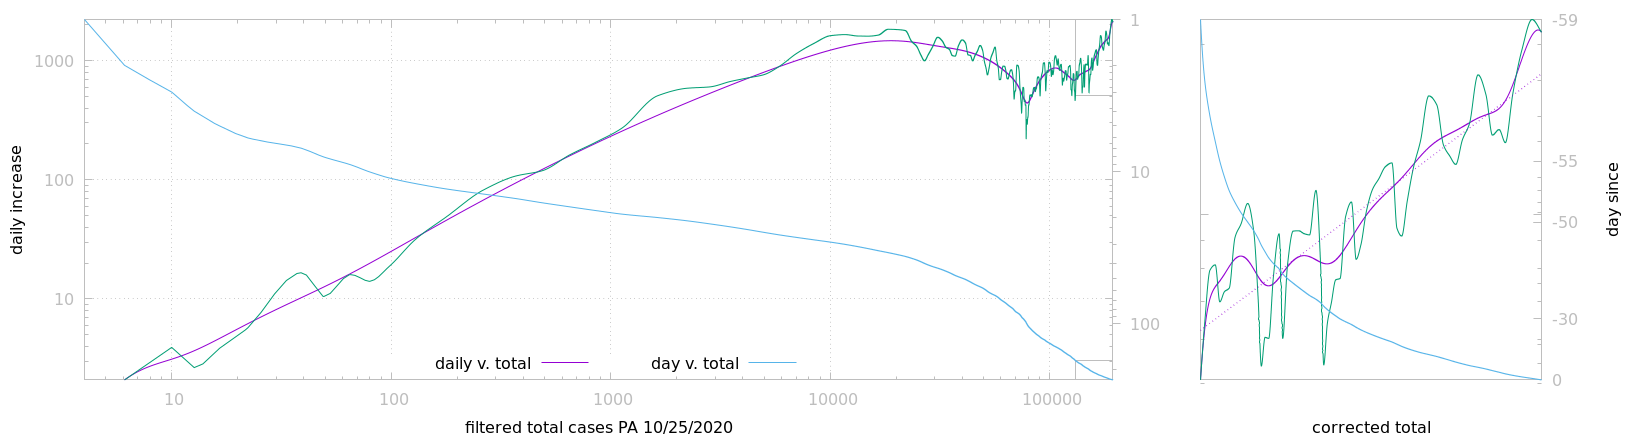 1000
100
10
daily increase
1
10
100
daily v. total
day v. total
10
100
1000
10000
100000
filtered total cases PA 10/25/2020
-59
-55
-50
-30
0
day since
corrected total